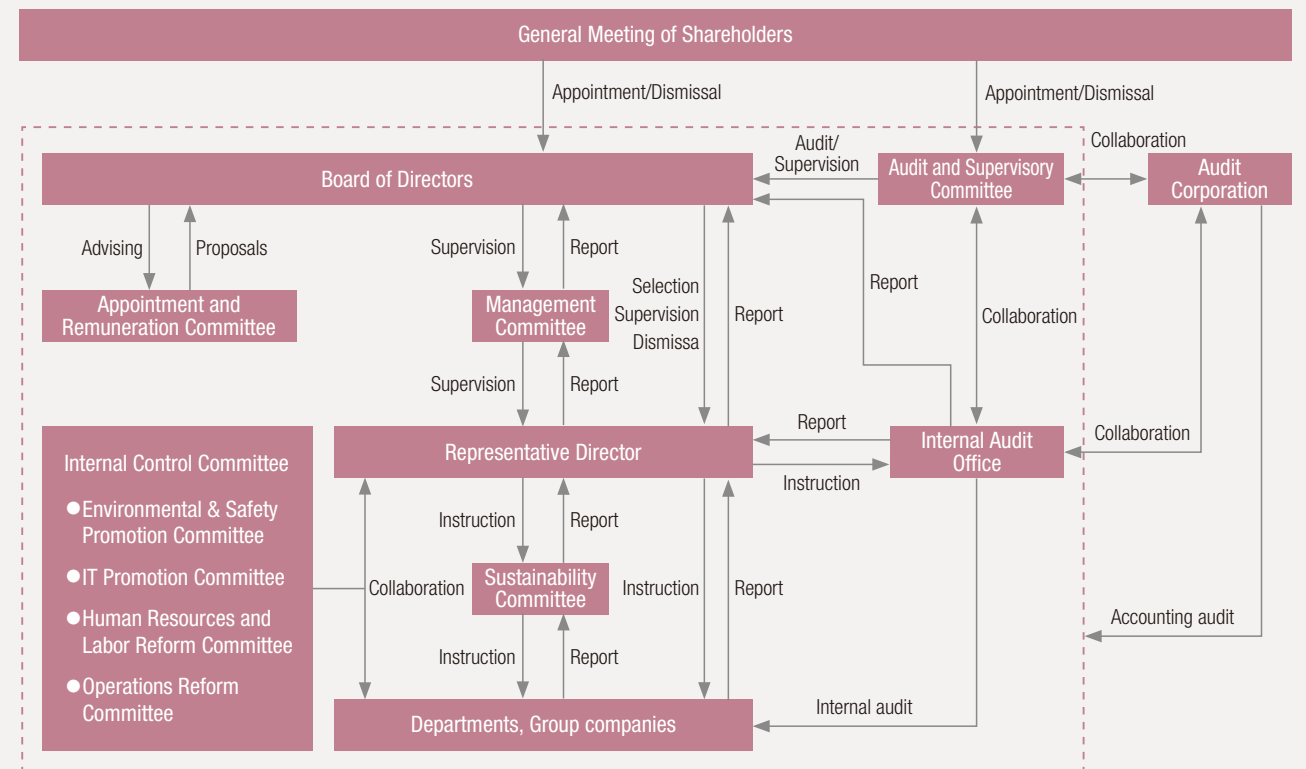 General Meeting of Shareholders
Appointment/Dismissal
Appointment/Dismissal
Board of Directors
Audit/
Supervision
Audit and Supervisory
Committee
Collaboration
Audit
Corporation
Advising
Proposals
Supervision
Report
Selection
Supervision
Dismissa
Report
Report
Collaboration
Appointment and
Remuneration Committee
Management
Committee
Supervision
Report
Representative Director
Report
Instruction
Internal Audit
Office
Collaboration
Internal Control Committee
●Environmental & Safety
Promotion Committee
●IT Promotion Committee
●Human Resources and
Labor Reform Committee
●Operations Reform
Committee
Collaboration
Instruction
Report
Sustainability
Committee
Instruction
Report
Instruction
Report
Accounting audit
Departments, Group companies
Internal audit